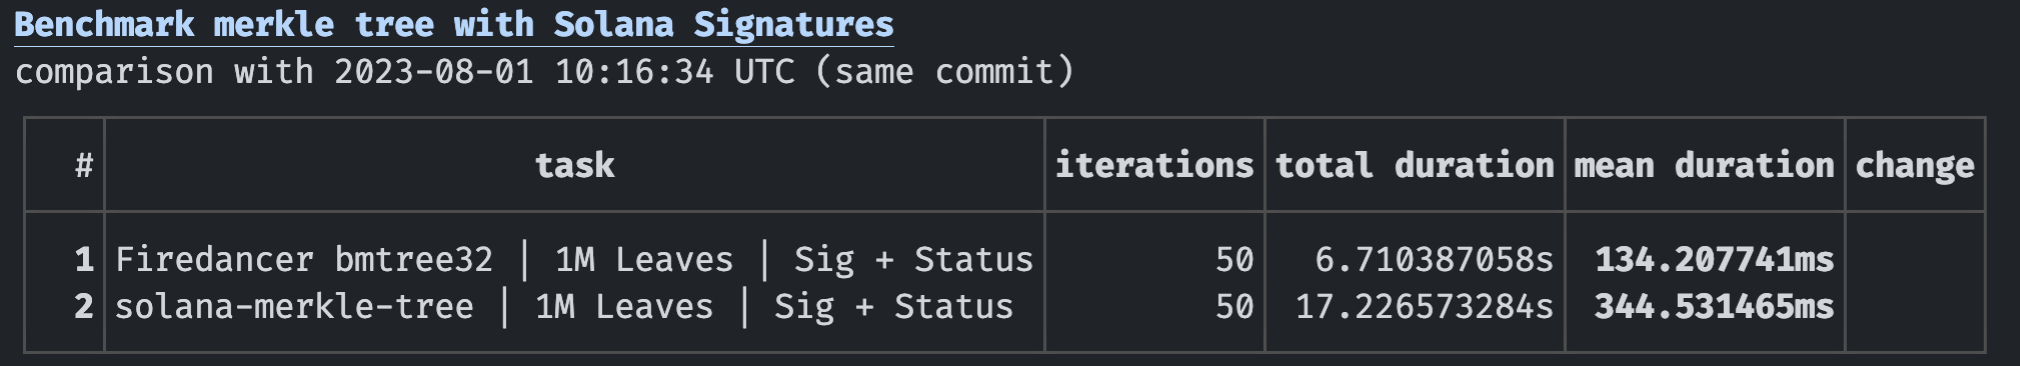 Benchmark merkle tree with Solana Signatures
comparison with 2023-08-01 10:16:34 UTC (same commit)
# task iterations total duration mean duration change
1 Firedancer bmtree32 | 1M Leaves | Sig + Status 50 6.710387058s 134.207741ms
2 solana-merkle-tree | 1M Leaves | Sig + Status 50 17.226573284s 344.531465ms